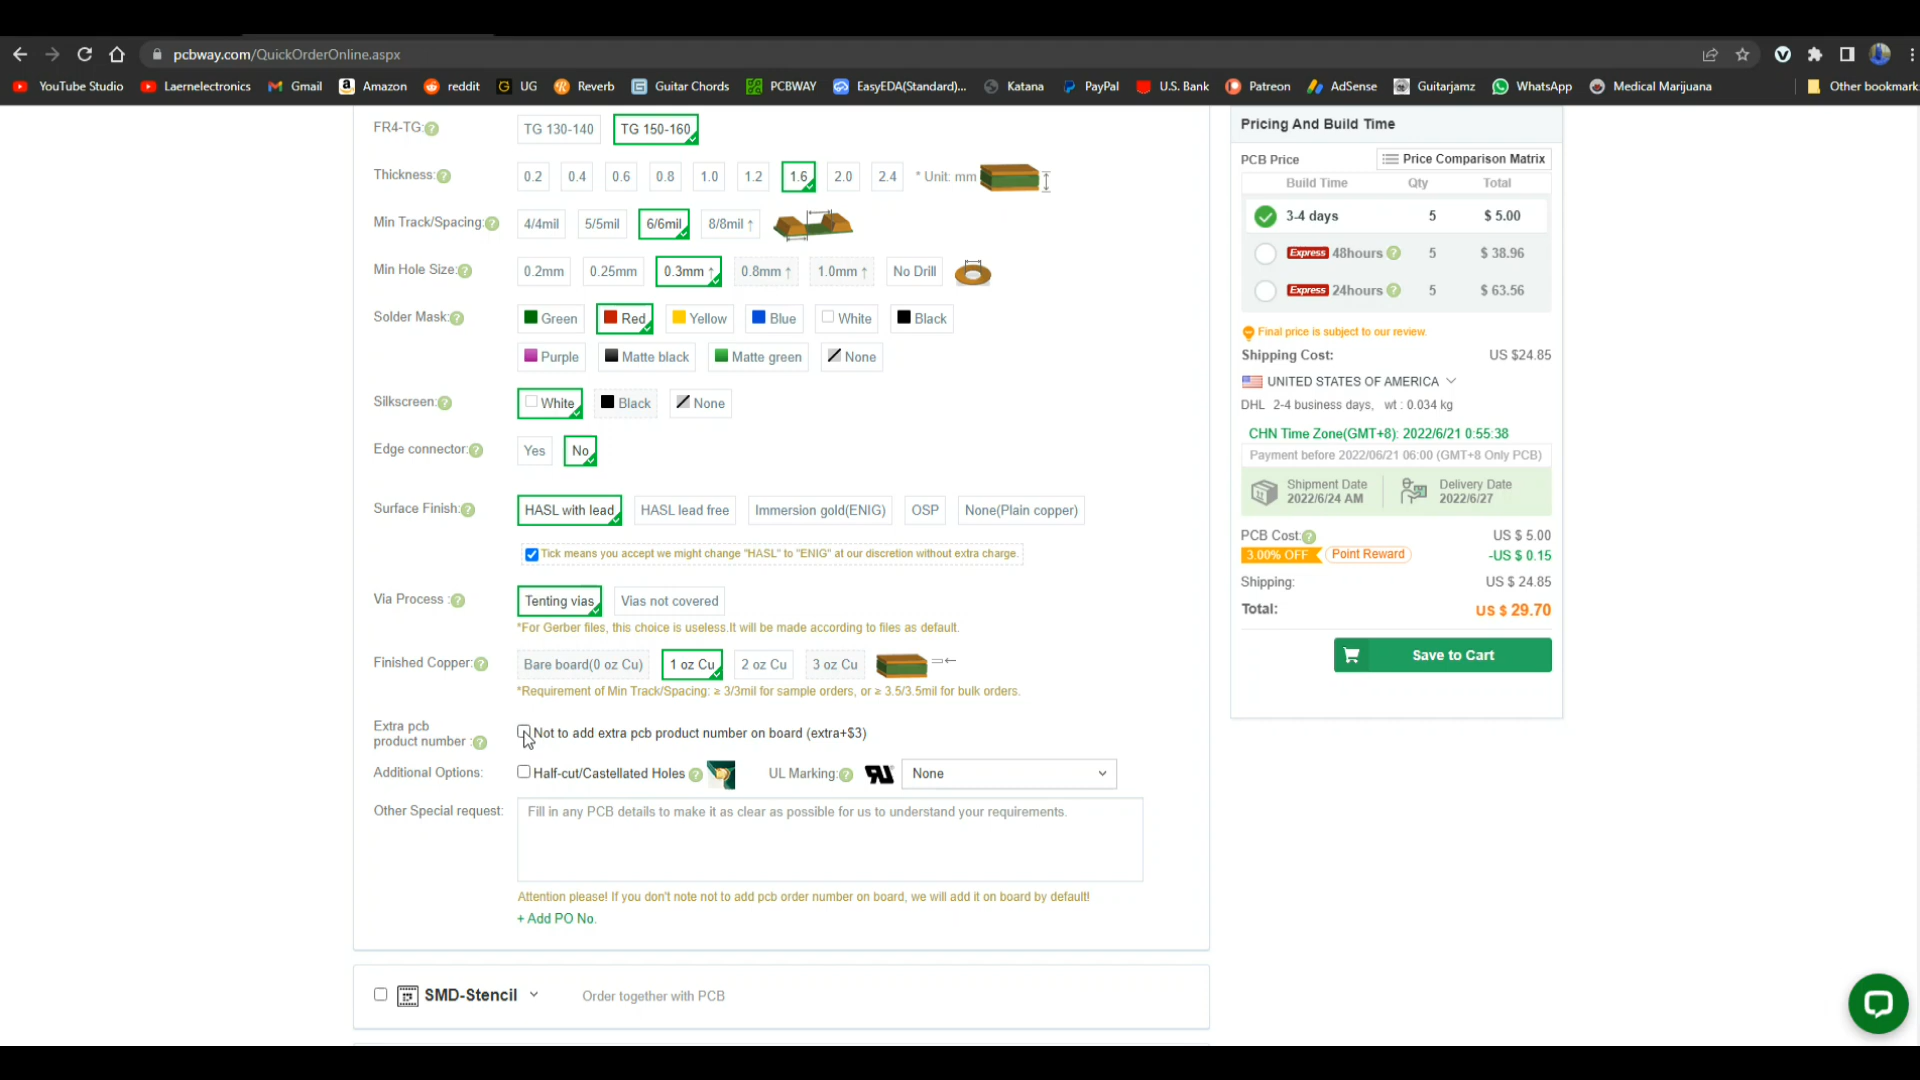 pcbway.com/QuickOrderOnline.aspx
YouTube Studio Laernelectronics Gmail Amazon reddit UG Reverb Guitar Chords PCBWAY EasyEDA(Standard)... Katana PayPal U.S. Bank Patreon AdSense Guitarjamz WhatsApp Medical Marijuana Other bookmark
FR4-TG: TG 130-140 TG 150-160
Thickness: 0.2 0.4 0.6 0.8 1.0 1.2 1.6 2.0 2.4 * Unit: mm
Min Track/Spacing: 4/4mil 5/5mil 6/6mil 8/8mil ↑
Min Hole Size: 0.2mm 0.25mm 0.3mm ↑ 0.8mm ↑ 1.0mm ↑ No Drill
Solder Mask: Green Red Yellow Blue White Black
Purple Matte black Matte green None
Silkscreen: White Black None
Edge connector: Yes No
Surface Finish: HASL with lead HASL lead free Immersion gold(ENIG) OSP None(Plain copper)
Tick means you accept we might change "HASL" to "ENIG" at our discretion without extra charge.
Via Process : Tenting vias Vias not covered
*For Gerber files, this choice is useless.It will be made according to files as default.
Finished Copper: Bare board(0 oz Cu) 1 oz Cu 2 oz Cu 3 oz Cu
*Requirement of Min Track/Spacing: ≥ 3/3mil for sample orders, or ≥ 3.5/3.5mil for bulk orders.
Extra pcb
product number : Not to add extra pcb product number on board (extra+$3)
Additional Options: Half-cut/Castellated Holes UL Marking: None
Other Special request: Fill in any PCB details to make it as clear as possible for us to understand your requirements.
Attention please! If you don't note not to add pcb order number on board, we will add it on board by default!
+ Add PO No.
SMD-Stencil Order together with PCB
Pricing And Build Time
PCB Price Price Comparison Matrix
Build Time Qty Total
3-4 days 5 $ 5.00
Express 48hours 5 $ 38.96
Express 24hours 5 $ 63.56
Final price is subject to our review.
Shipping Cost: US $24.85
UNITED STATES OF AMERICA
DHL 2-4 business days, wt : 0.034 kg
CHN Time Zone(GMT+8): 2022/6/21 0:55:38
Payment before 2022/06/21 06:00 (GMT+8 Only PCB)
Shipment Date Delivery Date
2022/6/24 AM 2022/6/27
PCB Cost: US $ 5.00
3.00% OFF Point Reward -US $ 0.15
Shipping: US $ 24.85
Total: US $ 29.70
Save to Cart